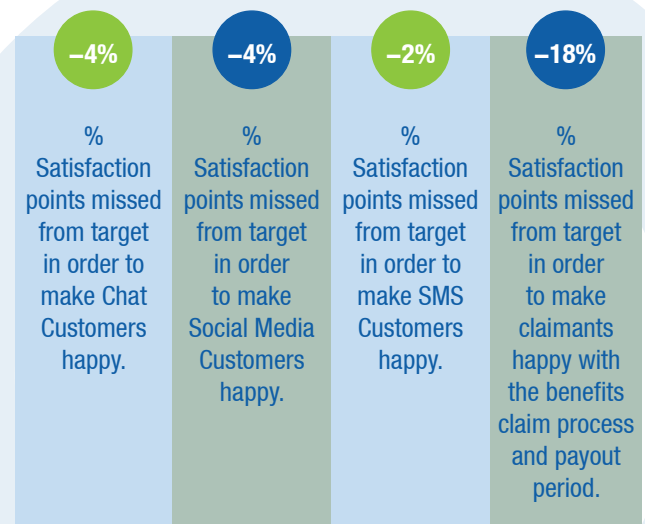 –4%
%
Satisfaction
points missed
from target
in order to
make Chat
Customers
happy.
–4%
%
Satisfaction
points missed
from target
in order
to make
Social Media
Customers
happy.
–2%
%
Satisfaction
points missed
from target
in order to
make SMS
Customers
happy.
–18%
%
Satisfaction
points missed
from target
in order
to make
claimants
happy with
the benefits
claim process
and payout
period.